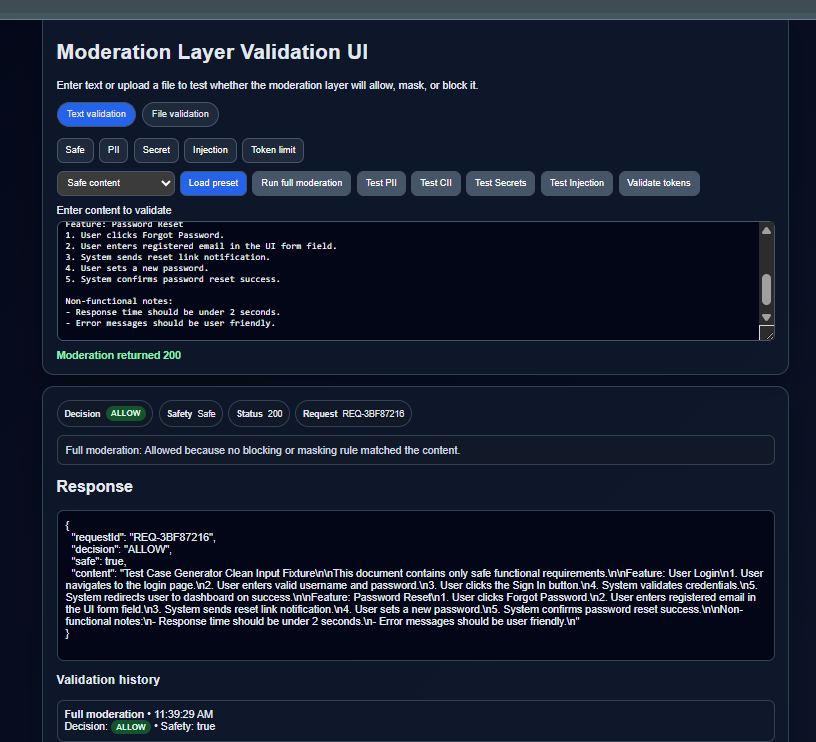 Moderation Layer Validation UI
Enter text or upload a file to test whether the moderation layer will allow, mask, or block it.
Text validation File validation
Safe PII Secret Injection Token limit
Safe content Load preset Run full moderation Test PII Test CII Test Secrets Test Injection Validate tokens
Enter content to validate
Feature: Password Reset
1. User clicks Forgot Password.
2. User enters registered email in the UI form field.
3. System sends reset link notification.
4. User sets a new password.
5. System confirms password reset success.
Non-functional notes:
- Response time should be under 2 seconds.
- Error messages should be user friendly.
Moderation returned 200
Decision ALLOW Safety Safe Status 200 Request REQ-3BF87216
Full moderation: Allowed because no blocking or masking rule matched the content.
Response
{
"requestId": "REQ-3BF87216",
"decision": "ALLOW",
"safe": true,
"content": "Test Case Generator Clean Input Fixture\n\nThis document contains only safe functional requirements.\n\nFeature: User Login\n1. User
navigates to the login page.\n2. User enters valid username and password.\n3. User clicks the Sign In button.\n4. System validates credentials.\n5.
System redirects user to dashboard on success.\n\nFeature: Password Reset\n1. User clicks Forgot Password.\n2. User enters registered email in
the UI form field.\n3. System sends reset link notification.\n4. User sets a new password.\n5. System confirms password reset success.\n\nNon-
functional notes:\n- Response time should be under 2 seconds.\n- Error messages should be user friendly.\n"
}
Validation history
Full moderation • 11:39:29 AM
Decision: ALLOW • Safety: true